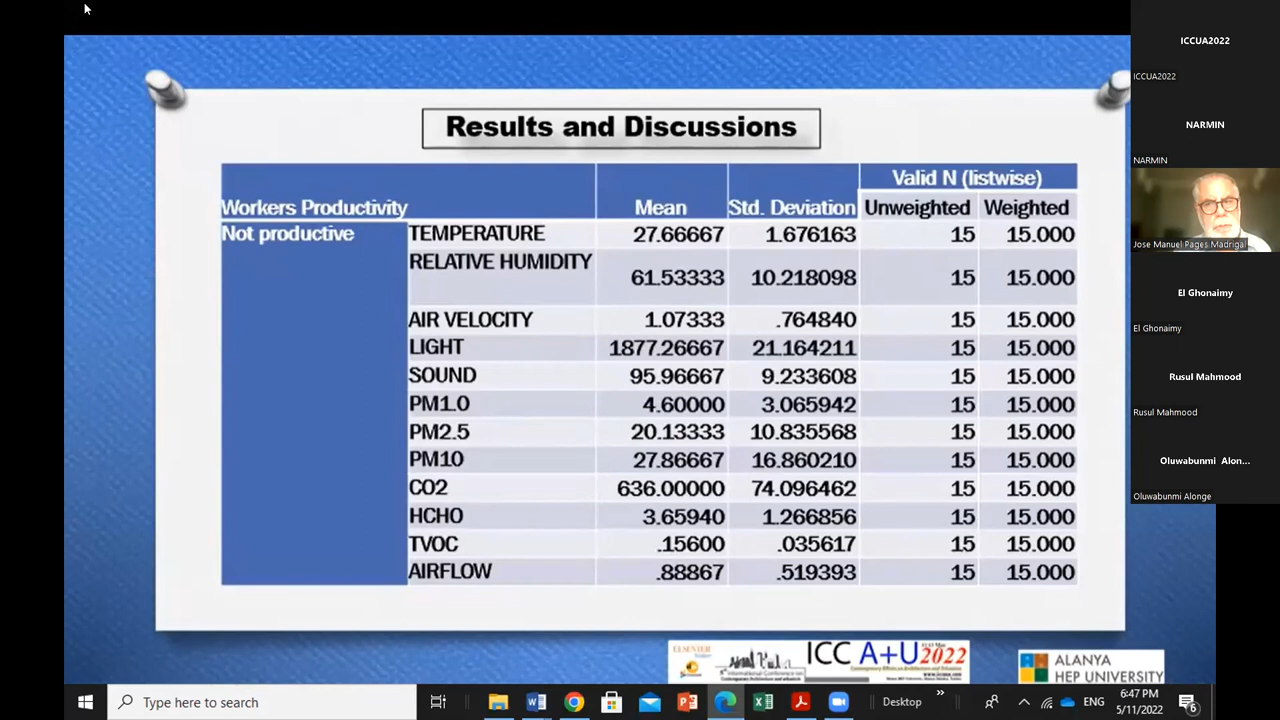 Results and Discussions
Valid N (listwise)
Workers Productivity Mean Std. Deviation Unweighted Weighted
Not productive TEMPERATURE 27.66667 1.676163 15 15.000
RELATIVE HUMIDITY 61.53333 10.218098 15 15.000
AIR VELOCITY 1.07333 .764840 15 15.000
LIGHT 1877.26667 21.164211 15 15.000
SOUND 95.96667 9.233608 15 15.000
PM1.0 4.60000 3.065942 15 15.000
PM2.5 20.13333 10.835568 15 15.000
PM10 27.86667 16.860210 15 15.000
CO2 636.00000 74.096462 15 15.000
HCHO 3.65940 1.266856 15 15.000
TVOC .15600 .035617 15 15.000
AIRFLOW .88867 .519393 15 15.000
ELSEVIER
ICC A+U 2022
ALANYA
HEP UNIVERSITY
ICCUA2022
ICCUA2022
NARMIN
NARMIN
Jose Manuel Pages Madrigal
El Ghonaimy
El Ghonaimy
Rusul Mahmood
Rusul Mahmood
Oluwabunmi Alon...
Oluwabunmi Alonge
Type here to search
Desktop
ENG
6:47 PM
5/11/2022
6